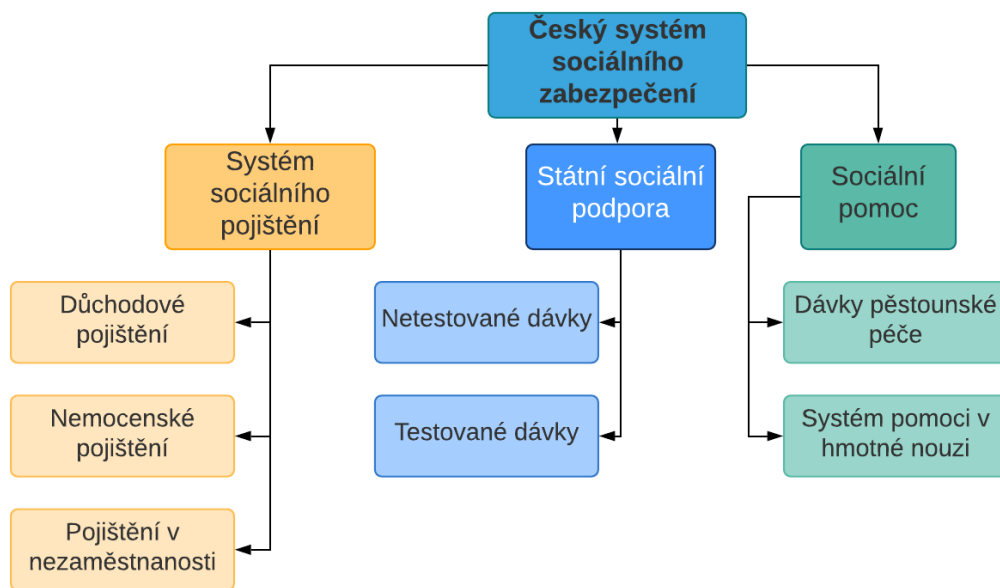 Český systém
sociálního
zabezpečení
Systém
sociálního
pojištění
Státní sociální
podpora
Sociální
pomoc
Důchodové
pojištění
Netestované dávky
Dávky pěstounské
péče
Nemocenské
pojištění
Testované dávky
Systém pomoci v
hmotné nouzi
Pojištění v
nezaměstnanosti